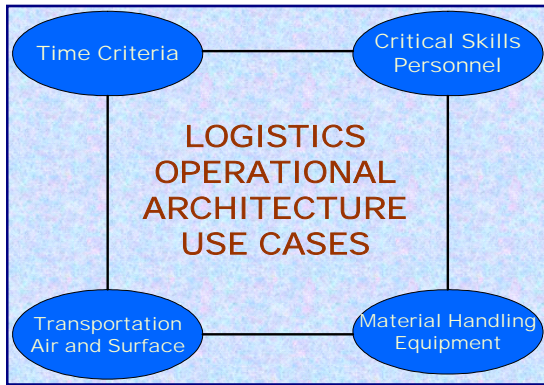 Time Criteria
Critical Skills
Personnel
LOGISTICS
OPERATIONAL
ARCHITECTURE
USE CASES
Transportation
Air and Surface
Material Handling
Equipment